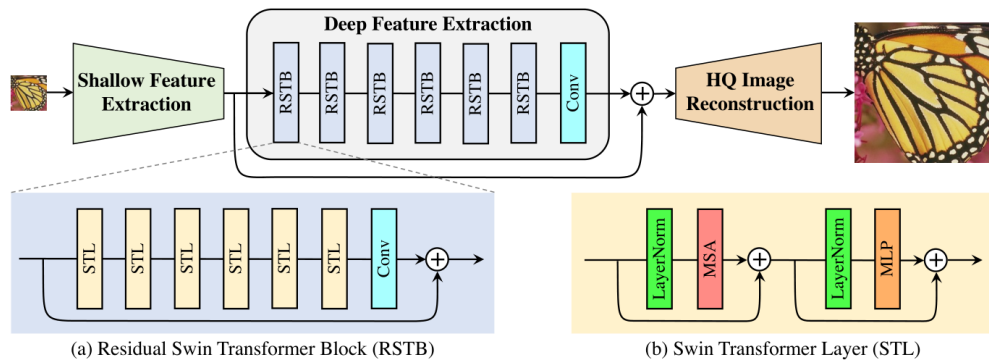 Deep Feature Extraction
Shallow Feature
Extraction
RSTB
RSTB
RSTB
RSTB
RSTB
RSTB
Conv
HQ Image
Reconstruction
STL
STL
STL
STL
STL
STL
Conv
LayerNorm
MSA
LayerNorm
MLP
(a) Residual Swin Transformer Block (RSTB)
(b) Swin Transformer Layer (STL)